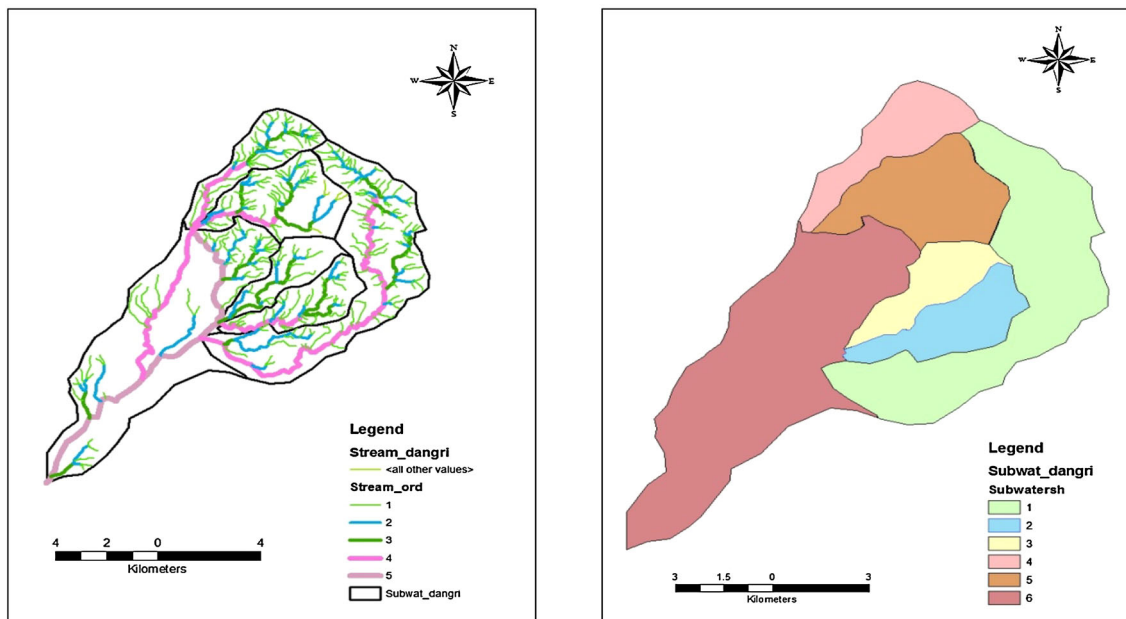 N
W E
S
Legend
Stream_dangri
<all other values>
Stream_ord
1
2
3
4
5
Subwat_dangri
4 2 0 4
Kilometers
N
W E
S
Legend
Subwat_dangri
Subwatersh
1
2
3
4
5
6
3 1.5 0 3
Kilometers